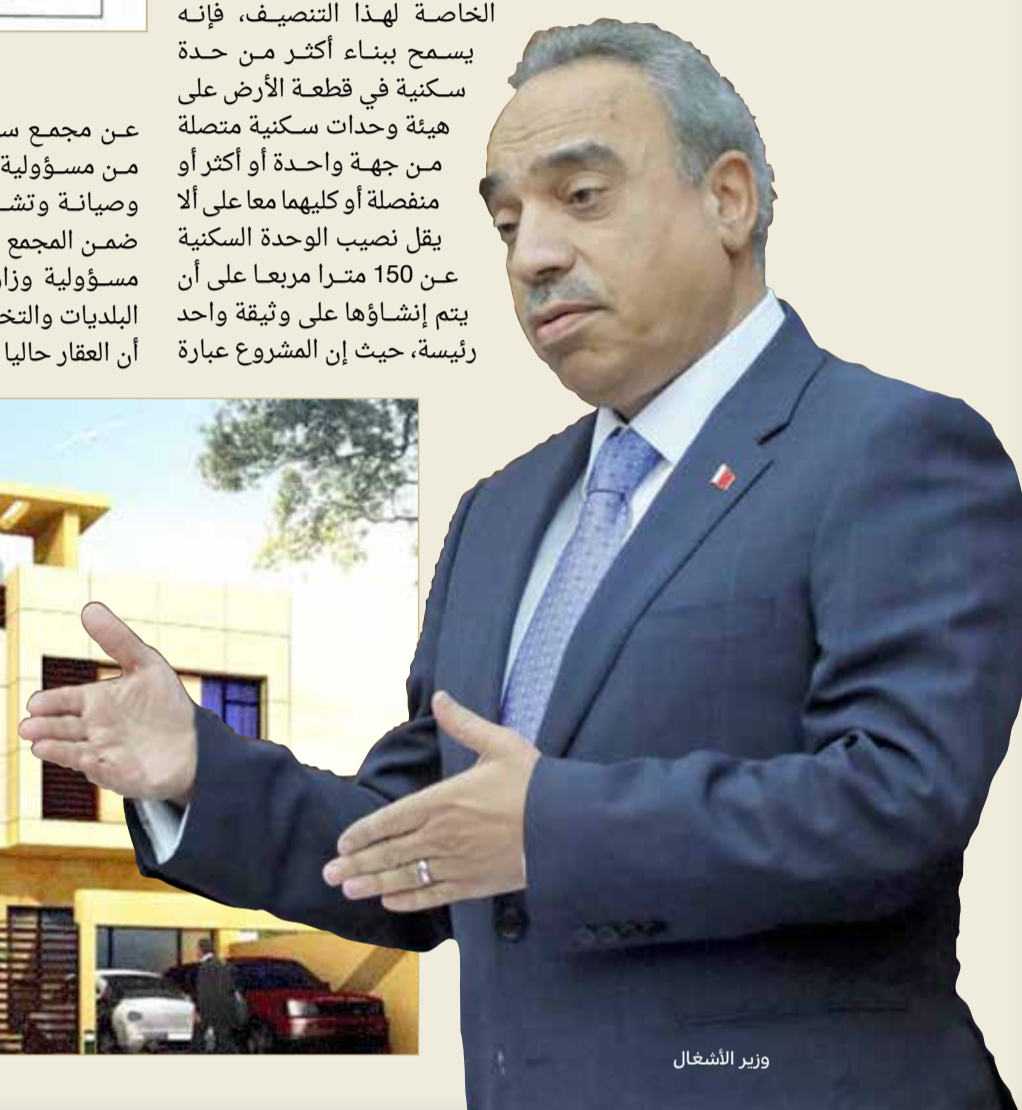 الخاصة لهذا التنصيف، فإنه
يسمح ببناء أكثر من حدة
سكنية في قطعة الأرض على
هيئة وحدات سكنية متصلة
من جهة واحدة أو أكثر أو
منفصلة أو كليهما معا على ألا
يقل نصيب الوحدة السكنية
عن 150 مترا مربعا على أن
يتم إنشاؤها على وثيقة واحد
رئيسة، حيث إن المشروع عبارة
عن مجمع
من مسؤولية
وصيانة
ضمن المجمع
مسؤولية
البلديات
أن العقار حاليا
وزير الأشغال